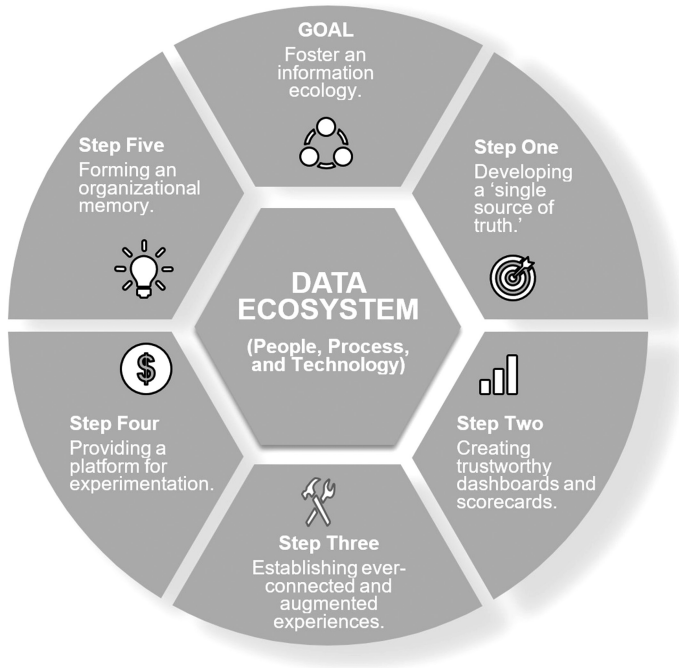 GOAL
Foster an
information
ecology.
Step One
Developing
a ‘single
source of
truth.’
Step Two
Creating
trustworthy
dashboards and
scorecards.
Step Three
Establishing ever-
connected and
augmented
experiences.
Step Four
Providing a
platform for
experimentation.
Step Five
Forming an
organizational
memory.
DATA
ECOSYSTEM
(People, Process,
and Technology)
$